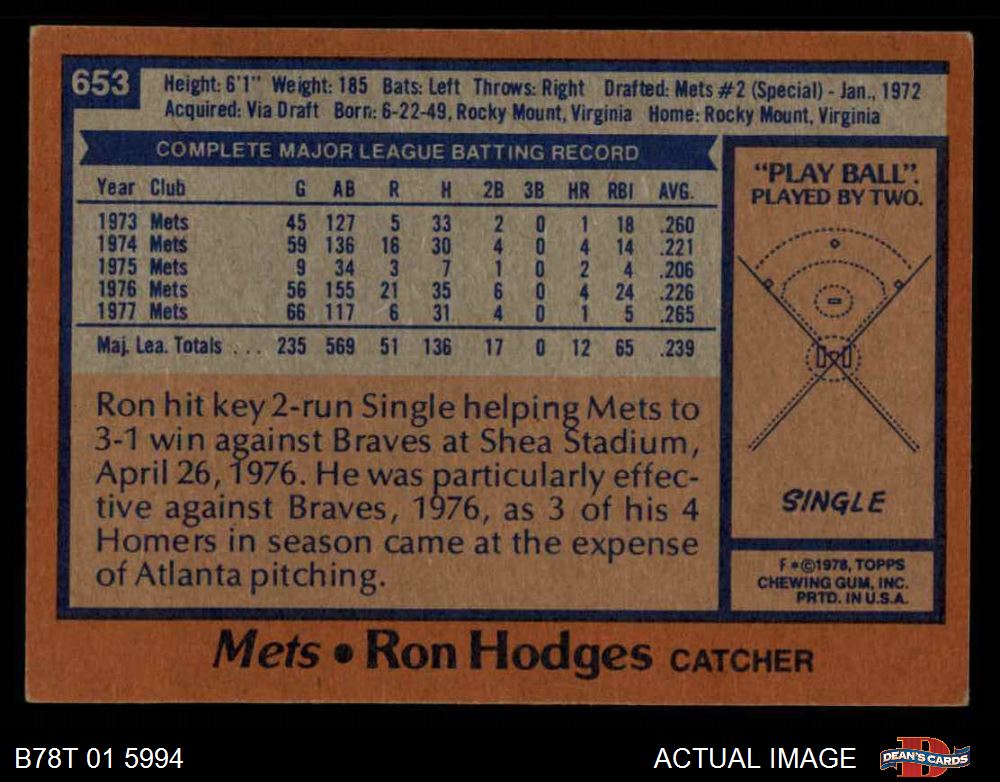 653
Height: 6'1" Weight: 185 Bats: Left Throws: Right Drafted: Mets #2 (Special) - Jan., 1972
Acquired: Via Draft Born: 6-22-49, Rocky Mount, Virginia Home: Rocky Mount, Virginia
COMPLETE MAJOR LEAGUE BATTING RECORD
Year Club G AB R H 2B 3B HR RBI AVG.
1973 Mets 45 127 5 33 2 0 1 18 .260
1974 Mets 59 136 16 30 4 0 4 14 .221
1975 Mets 9 34 3 7 1 0 2 4 .206
1976 Mets 56 155 21 35 6 0 4 24 .226
1977 Mets 66 117 6 31 4 0 1 5 .265
Maj. Lea. Totals ... 235 569 51 136 17 0 12 65 .239
Ron hit key 2-run Single helping Mets to
3-1 win against Braves at Shea Stadium,
April 26, 1976. He was particularly effec-
tive against Braves, 1976, as 3 of his 4
Homers in season came at the expense
of Atlanta pitching.
"PLAY BALL".
PLAYED BY TWO.
SINGLE
F * © 1978, TOPPS
CHEWING GUM, INC.
PRTD. IN U.S.A.
Mets • Ron Hodges CATCHER
B78T 01 5994
ACTUAL IMAGE
DEAN'S CARDS